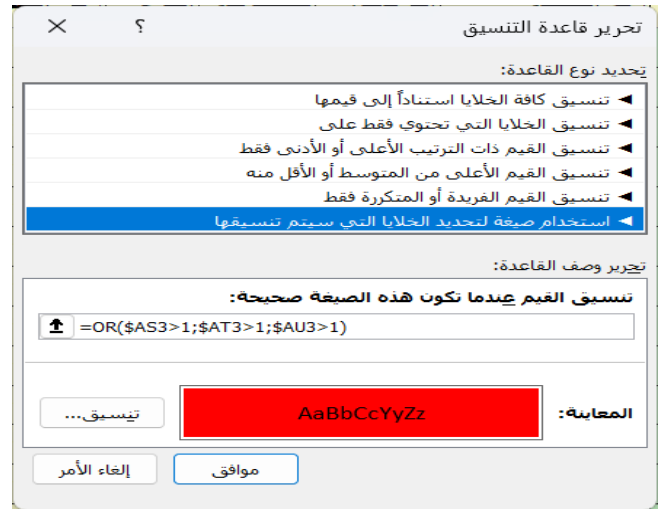 تحرير قاعدة التنسيق ؟ ×
تحديد نوع القاعدة:
◄ تنسيق كافة الخلايا استناداً إلى قيمها
◄ تنسيق الخلايا التي تحتوي فقط على
◄ تنسيق القيم ذات الترتيب الأعلى أو الأدنى فقط
◄ تنسيق القيم الأعلى من المتوسط أو الأقل منه
◄ تنسيق القيم الفريدة أو المتكررة فقط
◄ استخدام صيغة لتحديد الخلايا التي سيتم تنسيقها
تحرير وصف القاعدة:
تنسيق القيم عندما تكون هذه الصيغة صحيحة:
=OR($AS3>1;$AT3>1;$AU3>1)
المعاينة: AaBbCcYyZz تنسيق...
موافق إلغاء الأمر